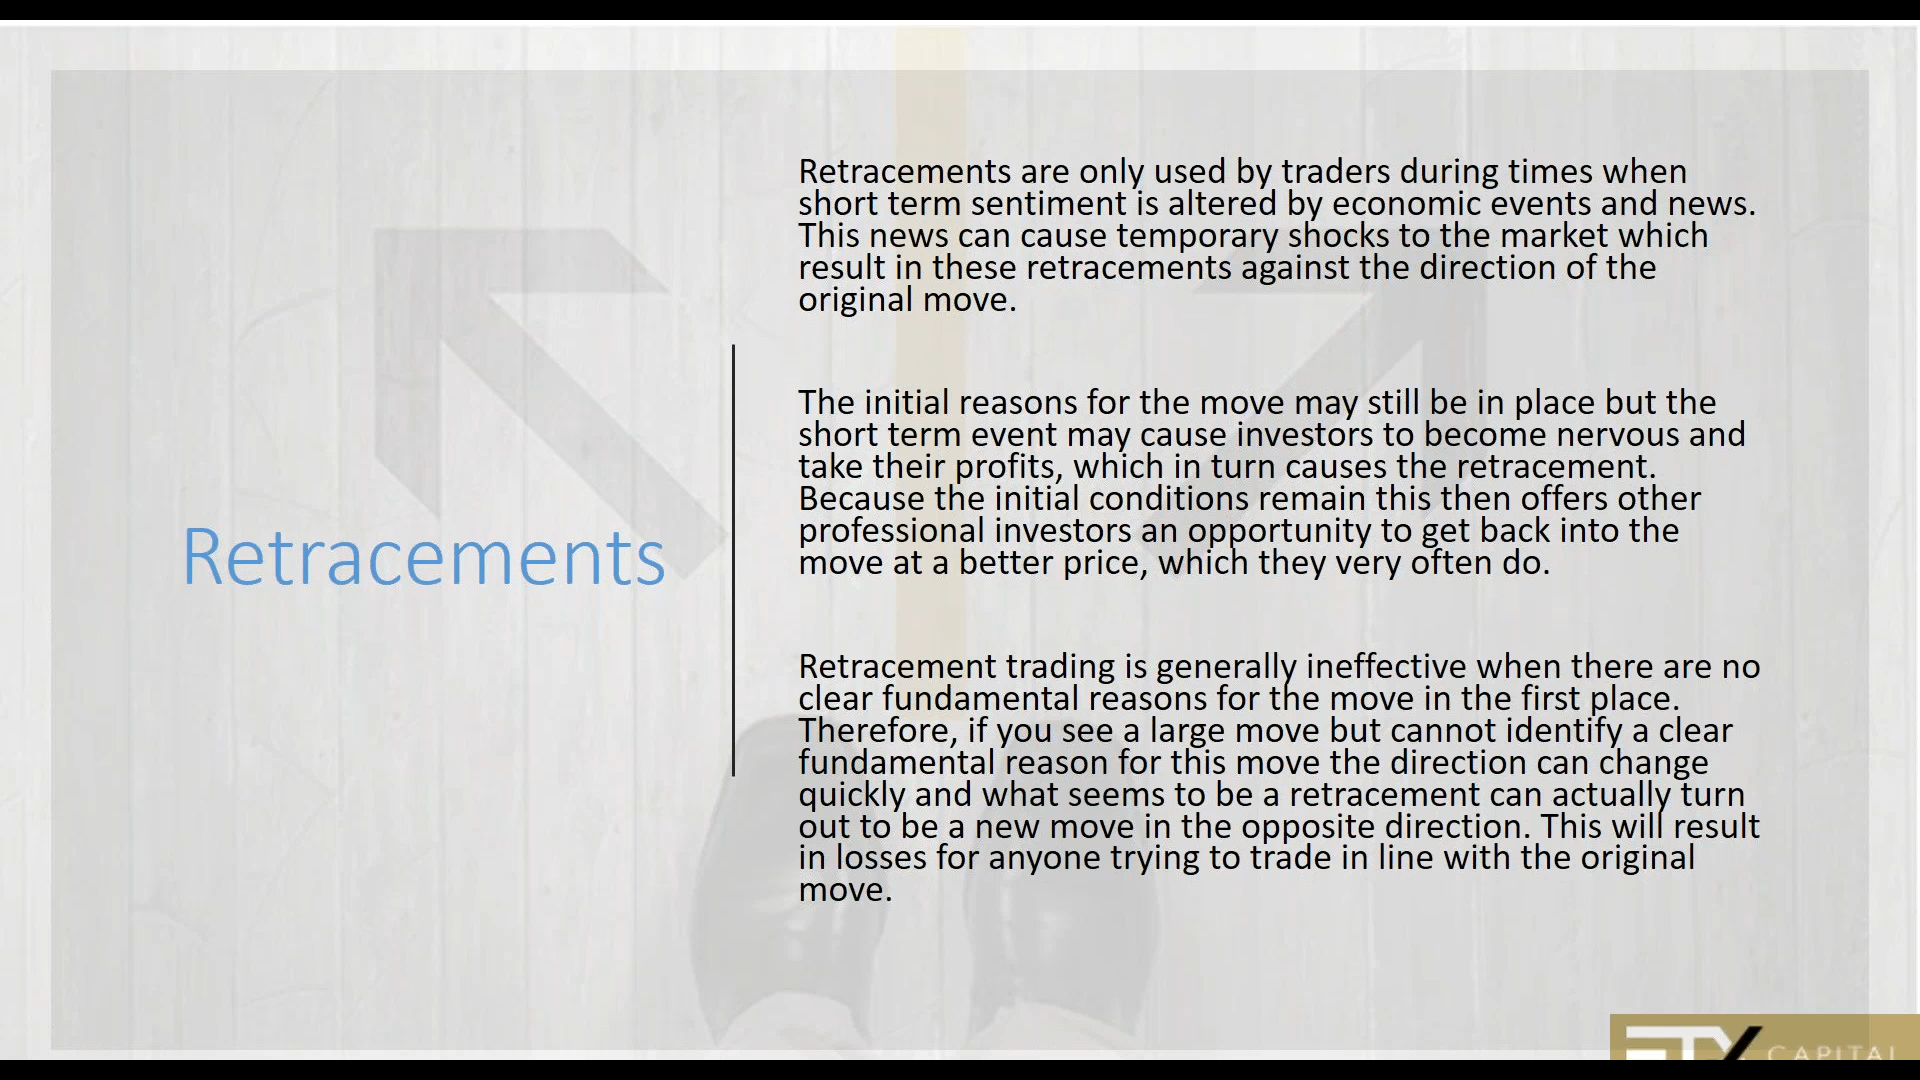 Retracements
Retracements are only used by traders during times when
short term sentiment is altered by economic events and news.
This news can cause temporary shocks to the market which
result in these retracements against the direction of the
original move.
The initial reasons for the move may still be in place but the
short term event may cause investors to become nervous and
take their profits, which in turn causes the retracement.
Because the initial conditions remain this then offers other
professional investors an opportunity to get back into the
move at a better price, which they very often do.
Retracement trading is generally ineffective when there are no
clear fundamental reasons for the move in the first place.
Therefore, if you see a large move but cannot identify a clear
fundamental reason for this move the direction can change
quickly and what seems to be a retracement can actually turn
out to be a new move in the opposite direction. This will result
in losses for anyone trying to trade in line with the original
move.
CAPITAL